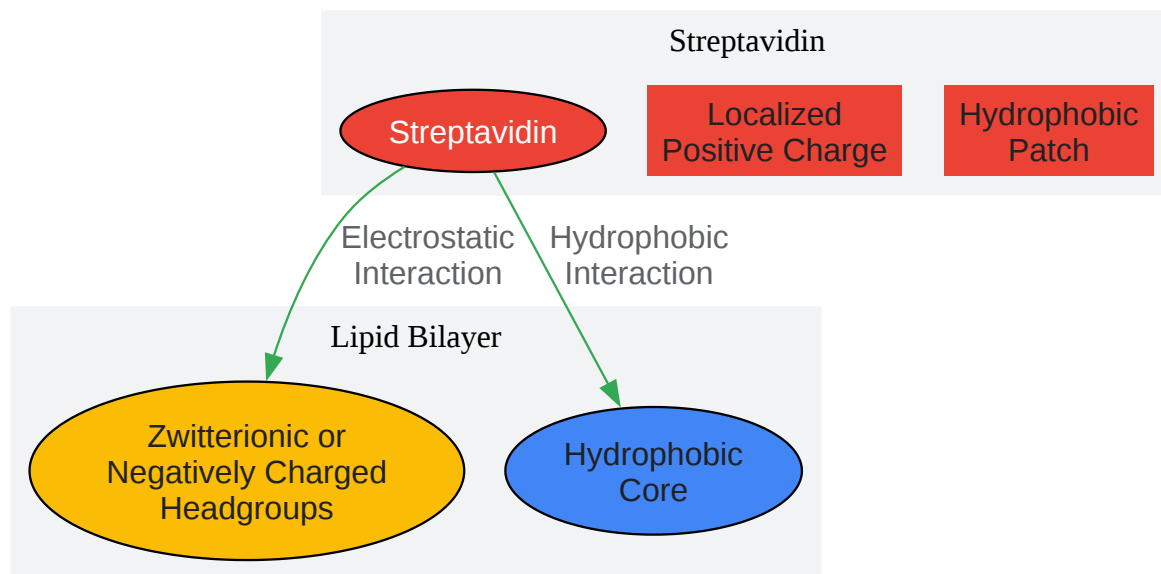 Streptavidin
Streptavidin
Localized
Positive Charge
Hydrophobic
Patch
Electrostatic
Interaction
Hydrophobic
Interaction
Lipid Bilayer
Zwitterionic or
Negatively Charged
Headgroups
Hydrophobic
Core